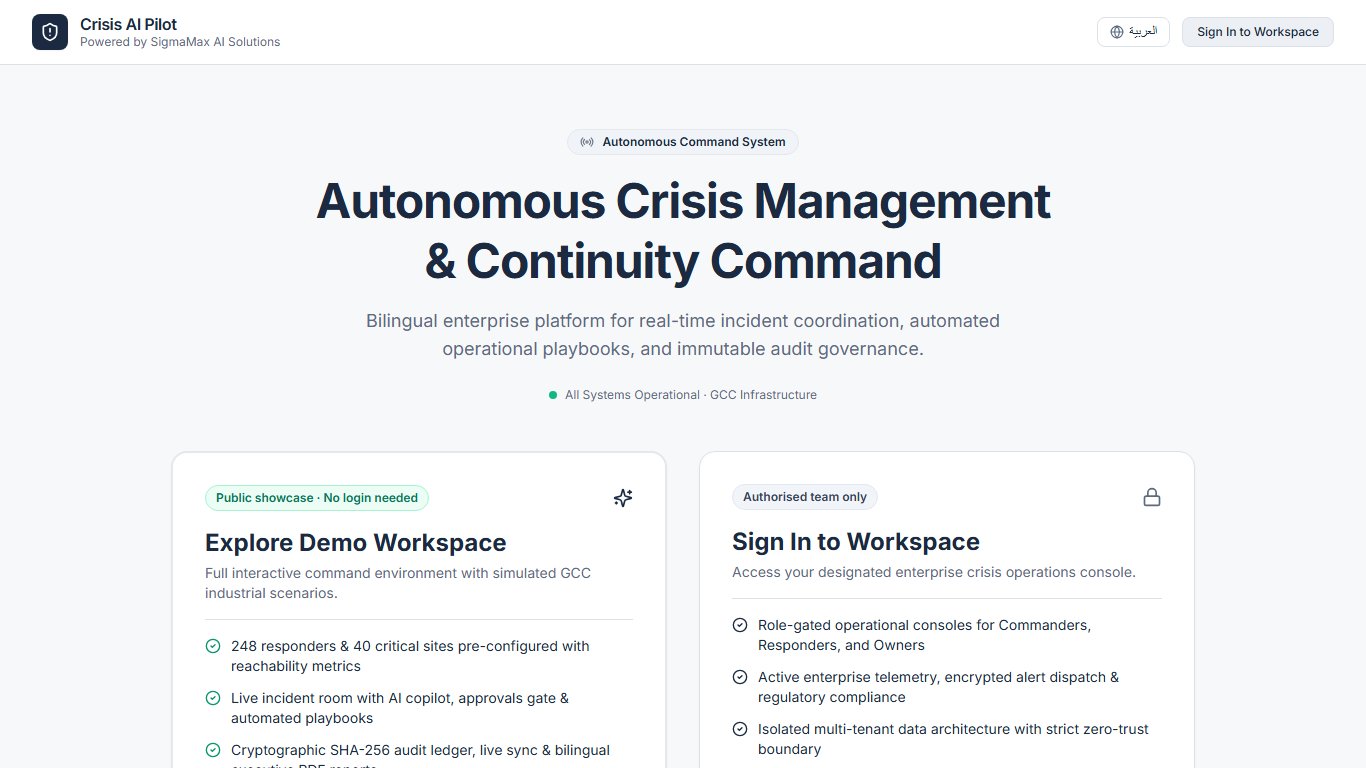 Crisis AI Pilot
Powered by SigmaMax AI Solutions
العربية
Sign In to Workspace
Autonomous Command System
Autonomous Crisis Management
& Continuity Command
Bilingual enterprise platform for real-time incident coordination, automated
operational playbooks, and immutable audit governance.
All Systems Operational · GCC Infrastructure
Public showcase · No login needed
Explore Demo Workspace
Full interactive command environment with simulated GCC
industrial scenarios.
248 responders & 40 critical sites pre-configured with
reachability metrics
Live incident room with AI copilot, approvals gate &
automated playbooks
Cryptographic SHA-256 audit ledger, live sync & bilingual
executive PDF reports
Authorised team only
Sign In to Workspace
Access your designated enterprise crisis operations console.
Role-gated operational consoles for Commanders,
Responders, and Owners
Active enterprise telemetry, encrypted alert dispatch &
regulatory compliance
Isolated multi-tenant data architecture with strict zero-trust
boundary